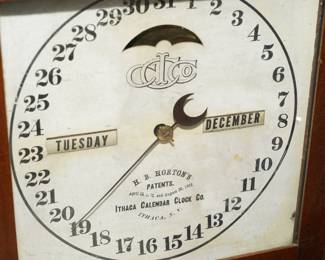 30 31 1 2 3 4 5 6 7 8 9 10 11 12 13 14 15 16 17 18 19 20 21 22 23 24 25 26 27 28 29
TUESDAY
DECEMBER
H. B. HORTON'S
PATENTS,
ITHACA CALENDAR CLOCK CO.
ITHACA, N.Y.